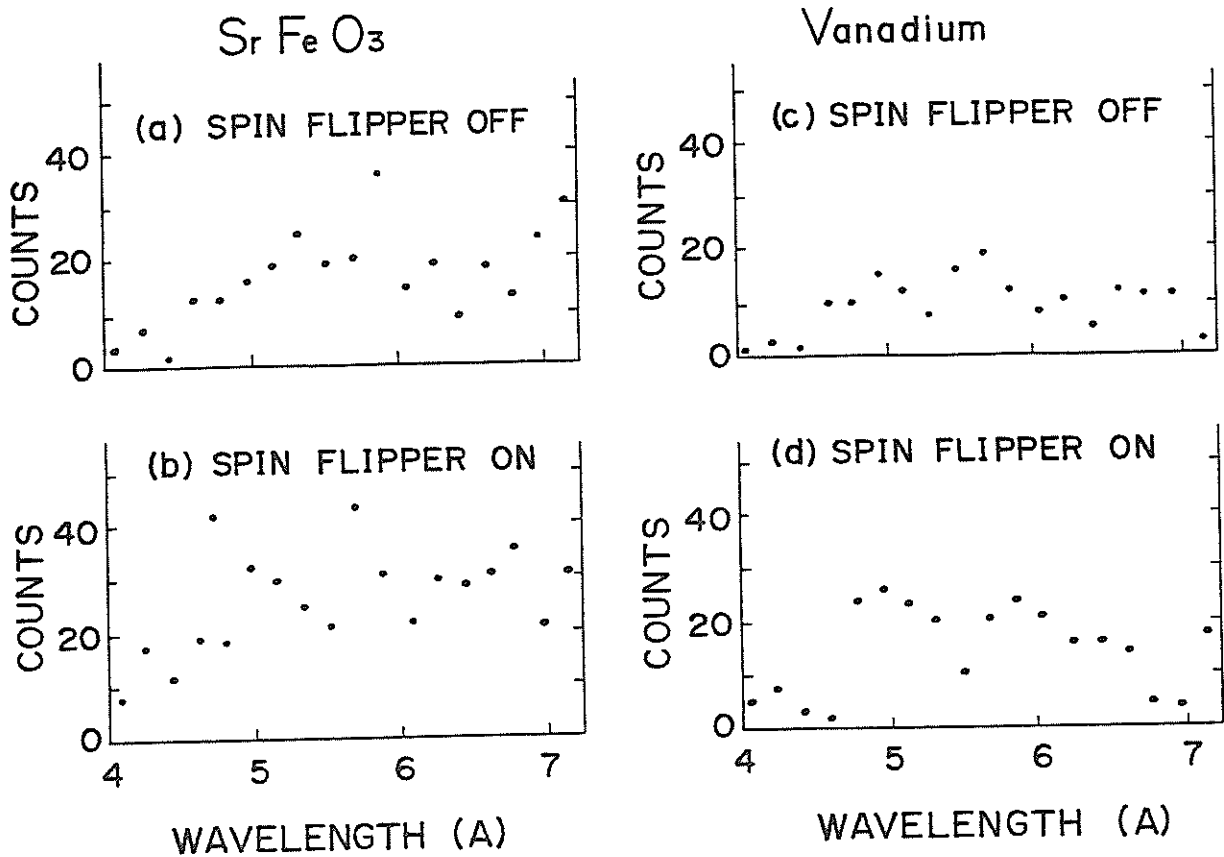 Sr Fe O3
Vanadium
(a) SPIN FLIPPER OFF
COUNTS
40
20
0
(c) SPIN FLIPPER OFF
COUNTS
40
20
0
(b) SPIN FLIPPER ON
COUNTS
40
20
0
4 5 6 7
WAVELENGTH (A)
(d) SPIN FLIPPER ON
COUNTS
40
20
0
4 5 6 7
WAVELENGTH (A)